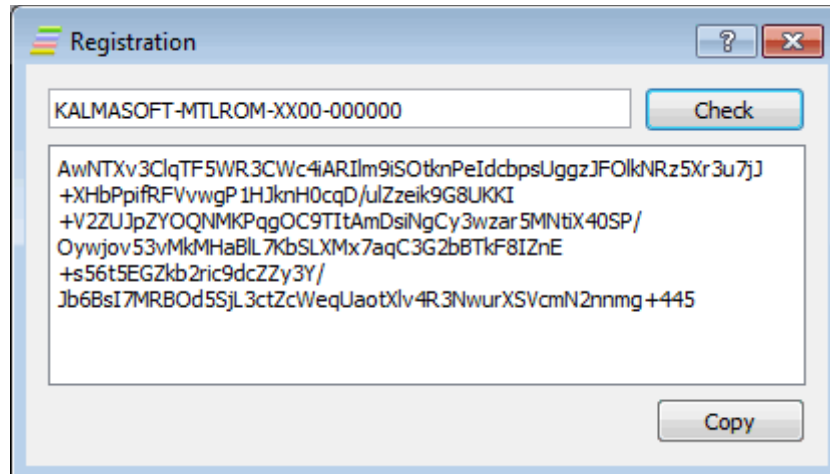 Registration
KALMASOFT-MTLROM-XX00-000000
Check
AwNTXv3ClqTF5WR3CWc4iARIlm9iSOtknPeIdcbpsUggzJFOlkNRz5Xr3u7jJ
+XHbPpifRFVvwgP1HJknH0cqD/ulZzeik9G8UKKI
+V2ZUJpZYOQNMKPqgOC9TItAmDsiNgCy3wzar5MNtiX40SP/
Oywjov53vMkMHaBlL7KbSLXMx7aqC3G2bBTkF8IZnE
+s56t5EGZkb2ric9dcZZy3Y/
Jb6BsI7MRBOd5SjL3ctZcWeqUaotXlv4R3NwurXSVcmN2nnmg+445
Copy